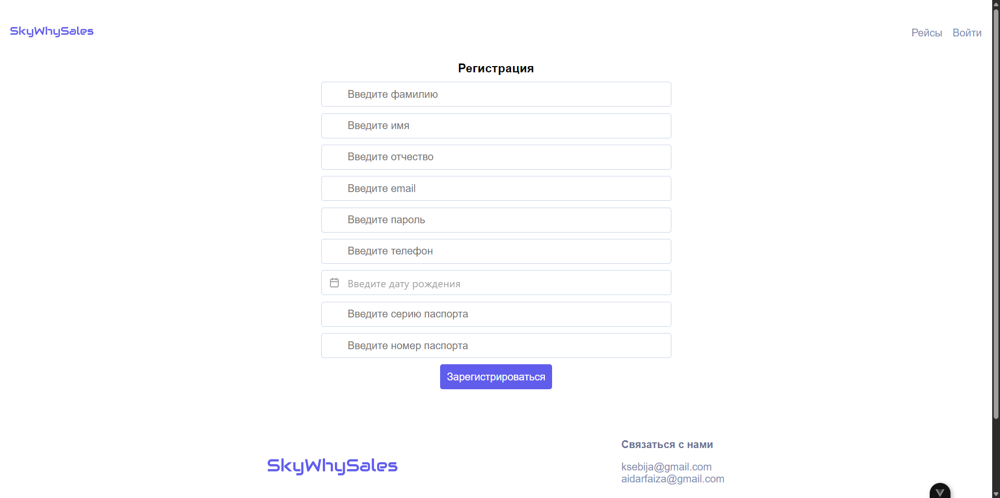 SkyWhySales
Рейсы Войти
Регистрация
Введите фамилию
Введите имя
Введите отчество
Введите email
Введите пароль
Введите телефон
Введите дату рождения
Введите серию паспорта
Введите номер паспорта
Зарегистрироваться
SkyWhySales
Связаться с нами
ksebija@gmail.com
aidarfaiza@gmail.com